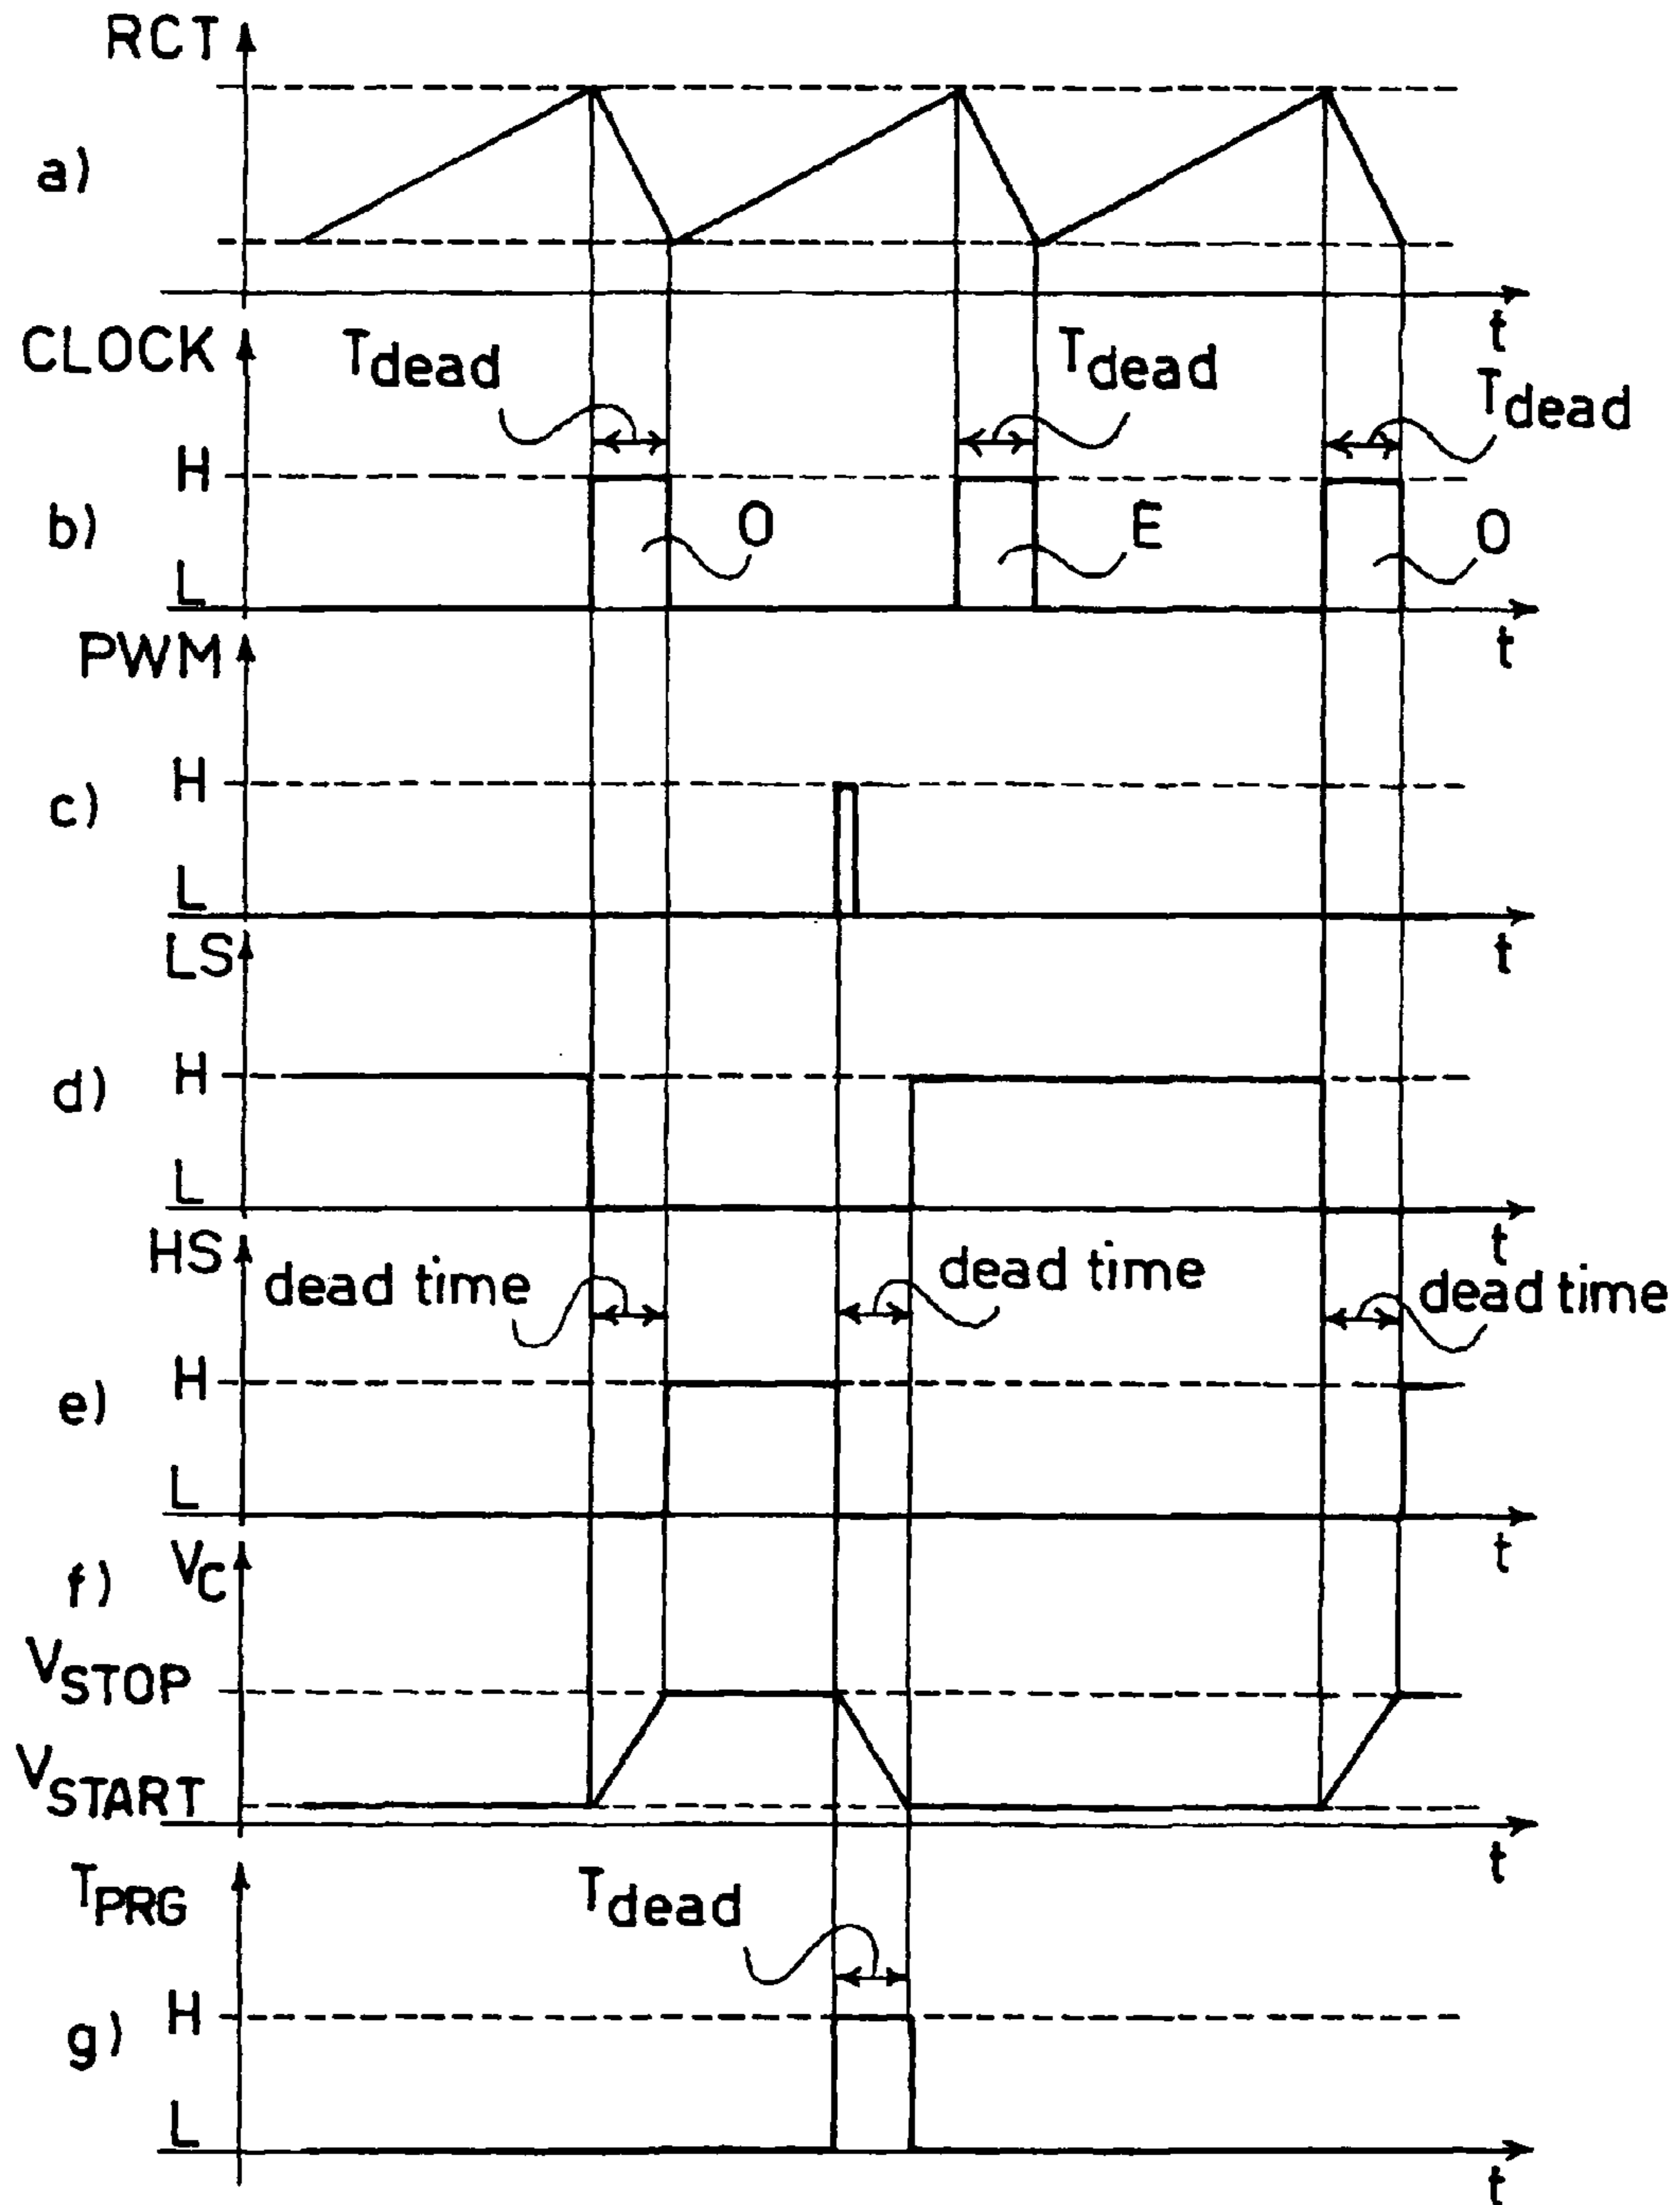 RCT
a)
t
CLOCK
Tdead
Tdead
Tdead
H
b)
O
E
O
L
t
PWM
H
c)
L
t
LS
d)
H
L
t
HS
dead time
dead time
dead time
H
e)
L
t
f)
VC
VSTOP
VSTART
t
TPRG
Tdead
H
g)
L
t